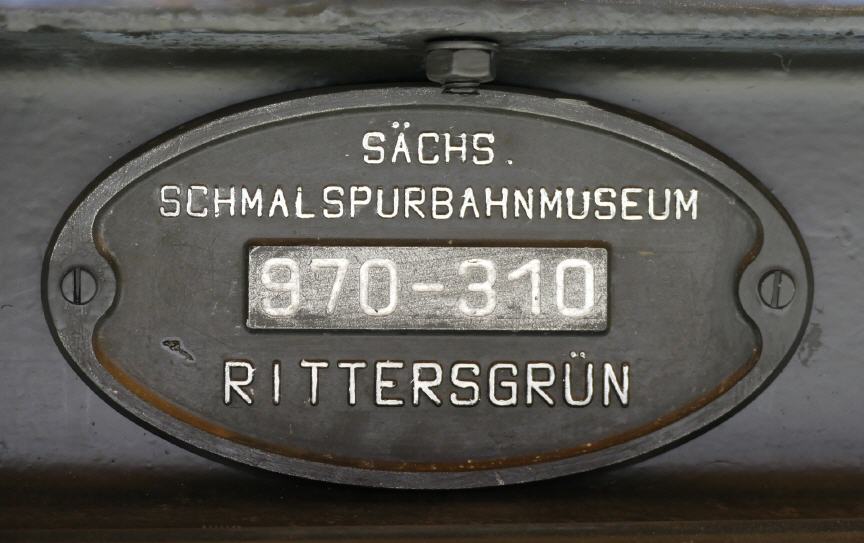 SÄCHS.
SCHMALSPURBAHNMUSEUM
970-310
RITTERSGRÜN